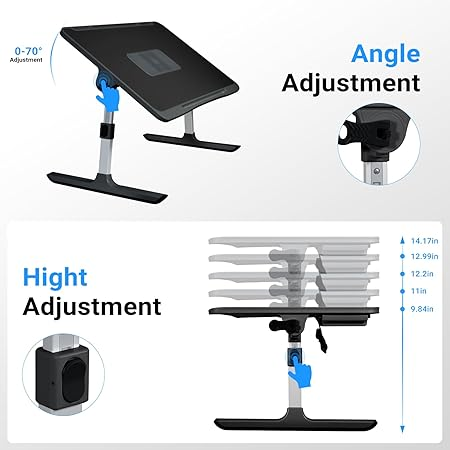 0-70°
Adjustment
Angle
Adjustment
Hight
Adjustment
14.17in
12.99in
12.2in
11in
9.84in